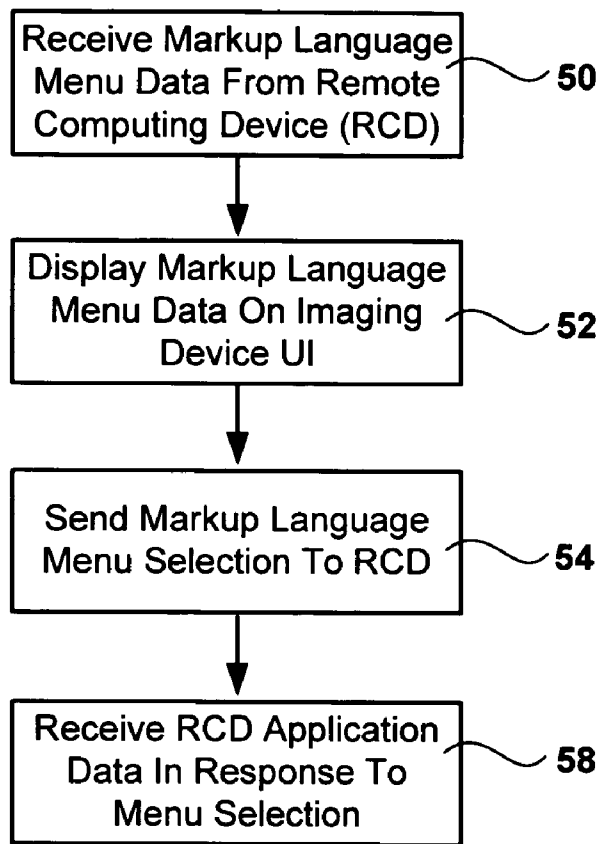 Receive Markup Language
Menu Data From Remote
Computing Device (RCD)
50
Display Markup Language
Menu Data On Imaging
Device UI
52
Send Markup Language
Menu Selection To RCD
54
Receive RCD Application
Data In Response To
Menu Selection
58